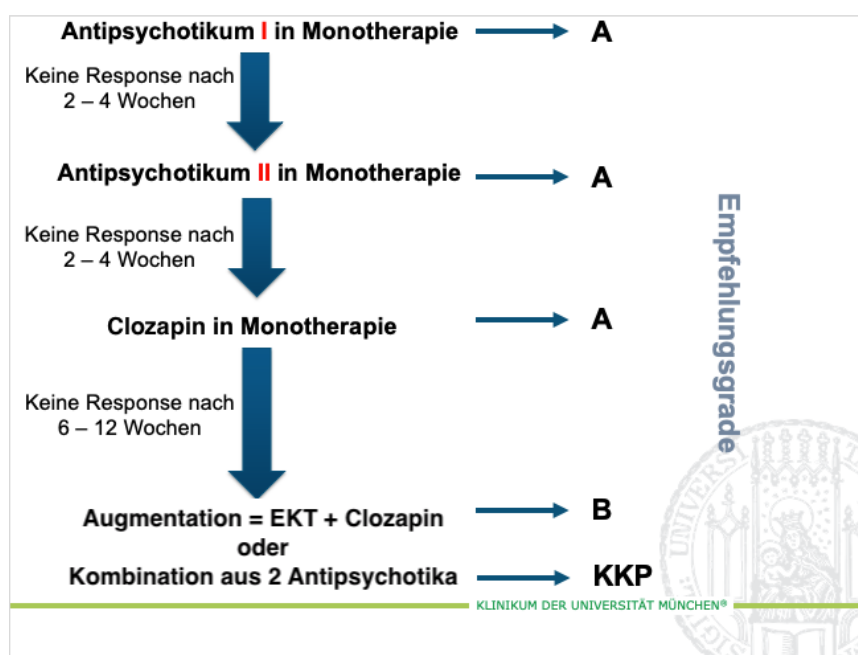 Antipsychotikum I in Monotherapie
A
Keine Response nach
2 – 4 Wochen
Antipsychotikum II in Monotherapie
A
Keine Response nach
2 – 4 Wochen
Clozapin in Monotherapie
A
Keine Response nach
6 – 12 Wochen
Augmentation = EKT + Clozapin
B
oder
Kombination aus 2 Antipsychotika
KKP
Empfehlungsgrade
KLINIKUM DER UNIVERSITÄT MÜNCHEN®